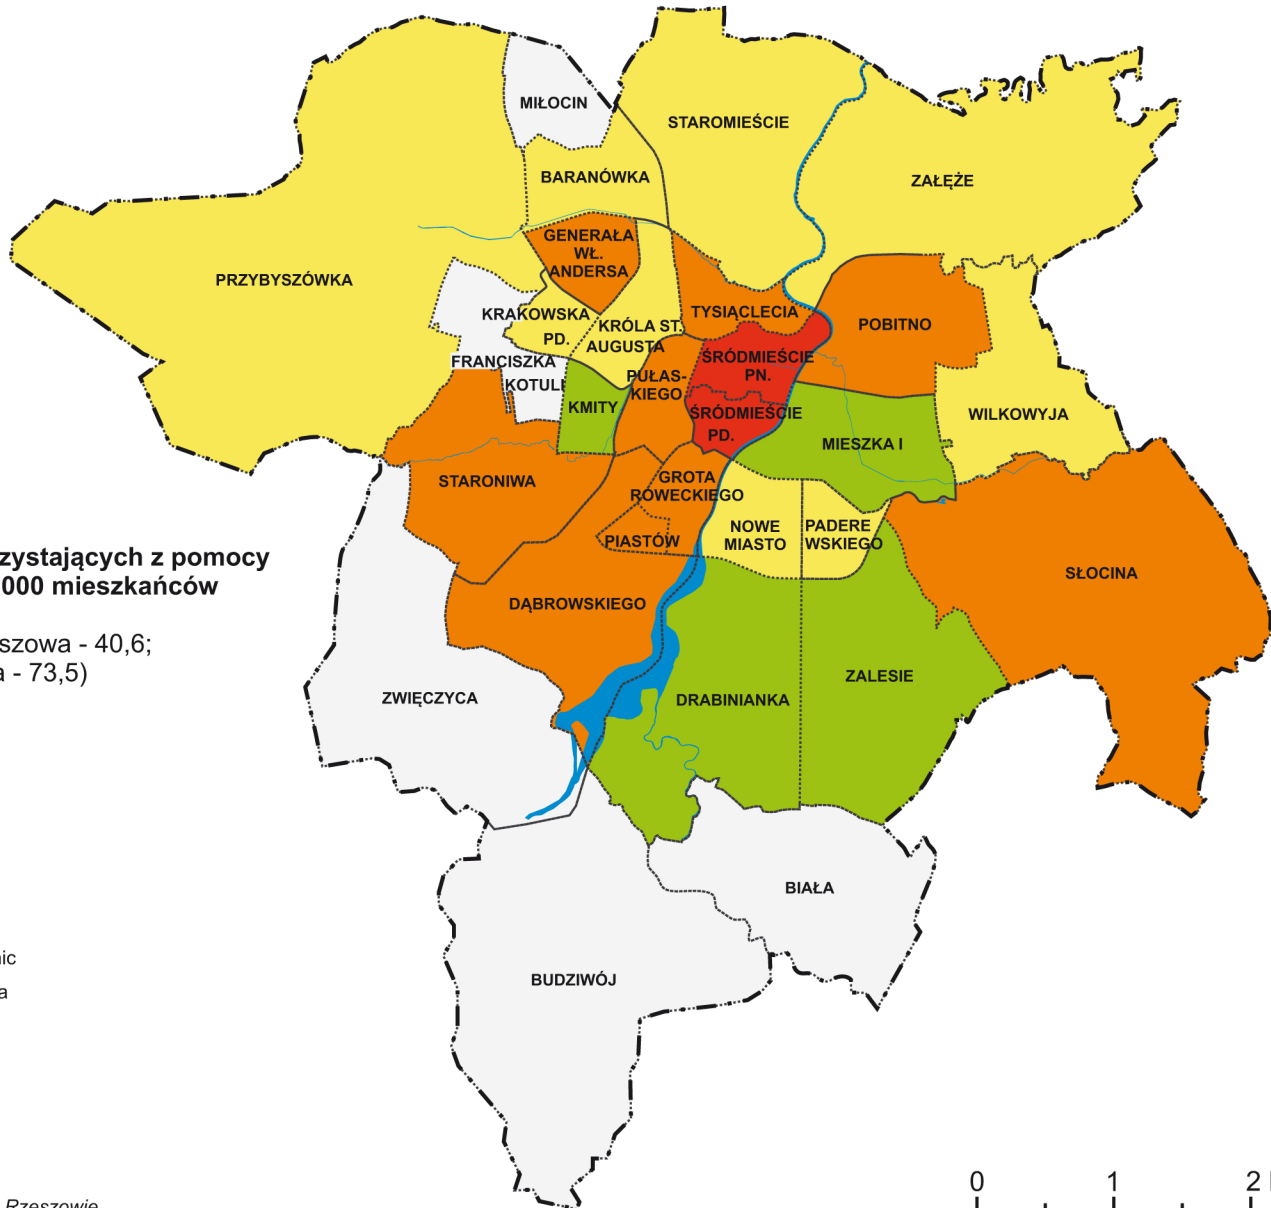 MIŁOCIN
STAROMIEŚCIE
BARANÓWKA
ZAŁĘŻE
GENERAŁA
WŁ.
ANDERSA
PRZYBYSZÓWKA
KRAKOWSKA
PD.
KRÓLA ST.
AUGUSTA
TYSIĄCLECIA
POBITNO
FRANCISZKA
KOTULI
PUŁAS-
KIEGO
ŚRÓDMIEŚCIE
PN.
KMITY
ŚRÓDMIEŚCIE
PD.
WILKOWYJA
MIESZKA I
STARONIWA
GROTA
ROWECKIEGO
NOWE
MIASTO
PADERE
WSKIEGO
PIASTÓW
zystających z pomocy
000 mieszkańców
SŁOCINA
DĄBROWSKIEGO
szowa - 40,6;
a - 73,5)
ZWIĘCZYCA
DRABINIANKA
ZALESIE
BIAŁA
nic
BUDZIWÓJ
a
0 1 2
Rzeszowie